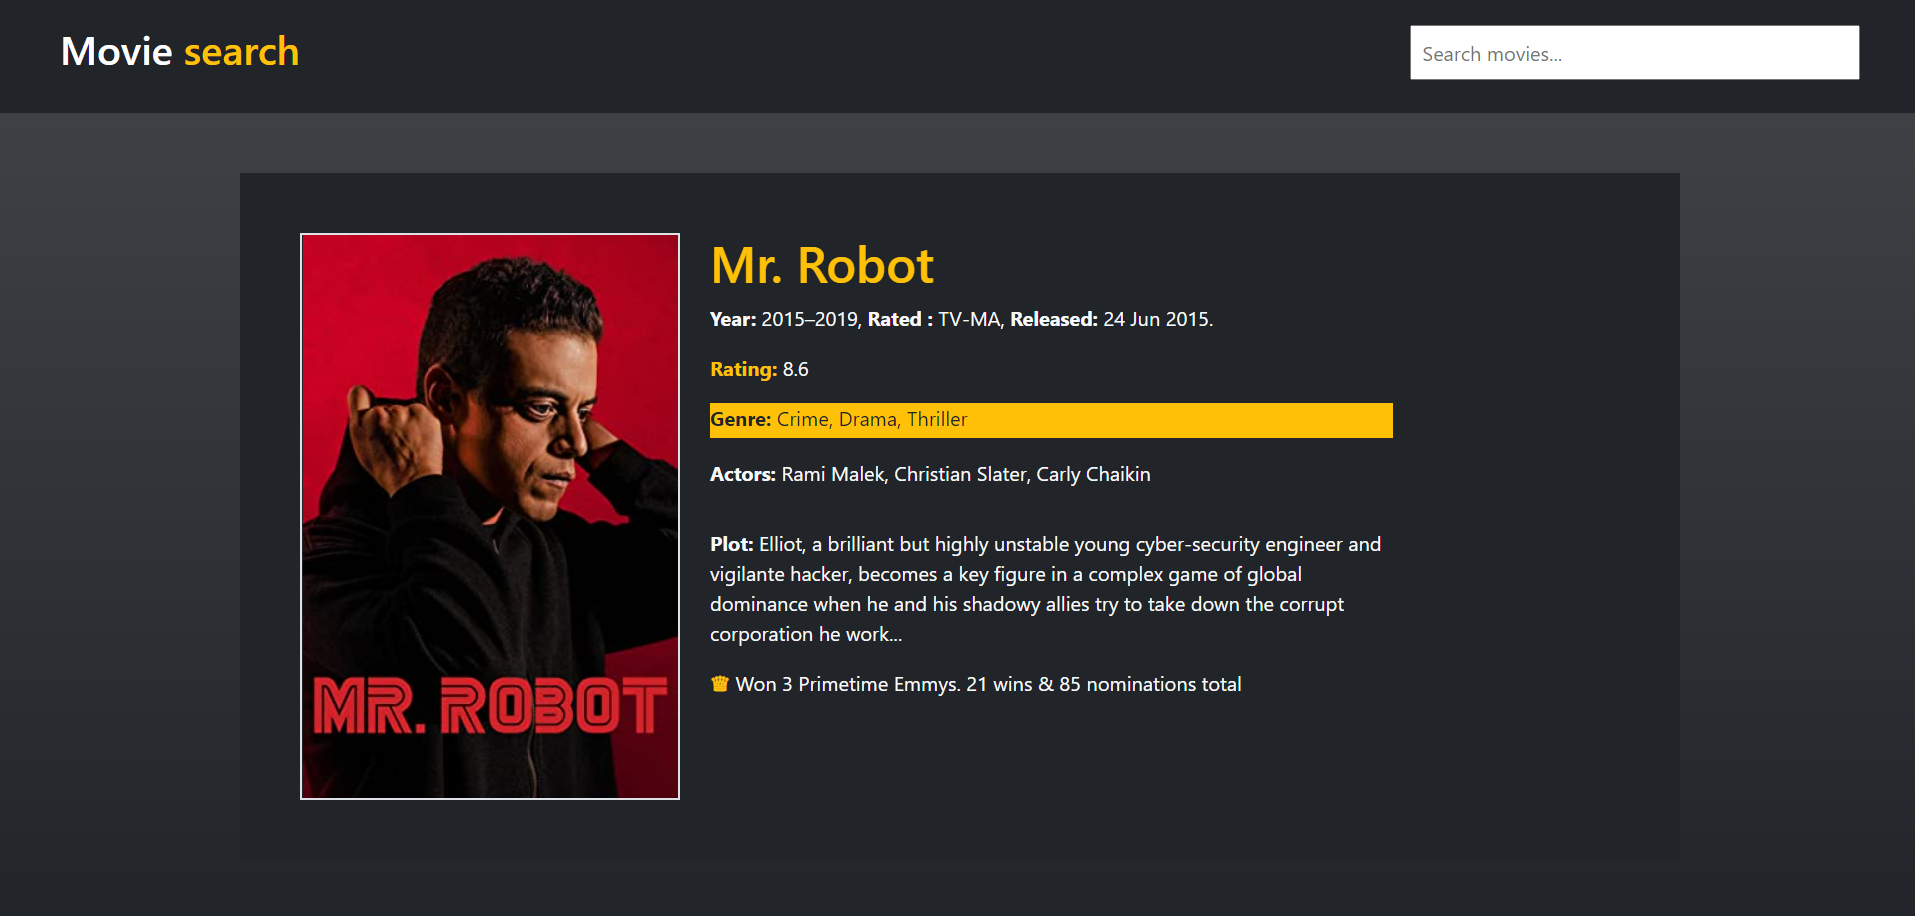 Movie search
Search movies...
Mr. Robot
Year: 2015–2019, Rated : TV-MA, Released: 24 Jun 2015.
Rating: 8.6
Genre: Crime, Drama, Thriller
Actors: Rami Malek, Christian Slater, Carly Chaikin
Plot: Elliot, a brilliant but highly unstable young cyber-security engineer and
vigilante hacker, becomes a key figure in a complex game of global
dominance when he and his shadowy allies try to take down the corrupt
corporation he work...
Won 3 Primetime Emmys. 21 wins & 85 nominations total
MR. ROBOT